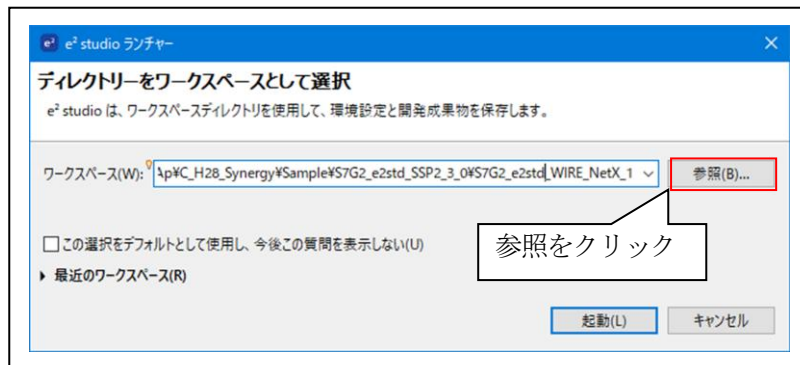 e² studio ランチャー
ディレクトリーをワークスペースとして選択
e² studio は、ワークスペースディレクトリを使用して、環境設定と開発成果物を保存します。
ワークスペース(W): Ap¥C_H28_Synergy¥Sample¥S7G2_e2std_SSP2_3_0¥S7G2_e2std_WIRE_NetX_1 参照(B)...
この選択をデフォルトとして使用し、今後この質問を表示しない(U)
参照をクリック
最近のワークスペース(R)
起動(L) キャンセル